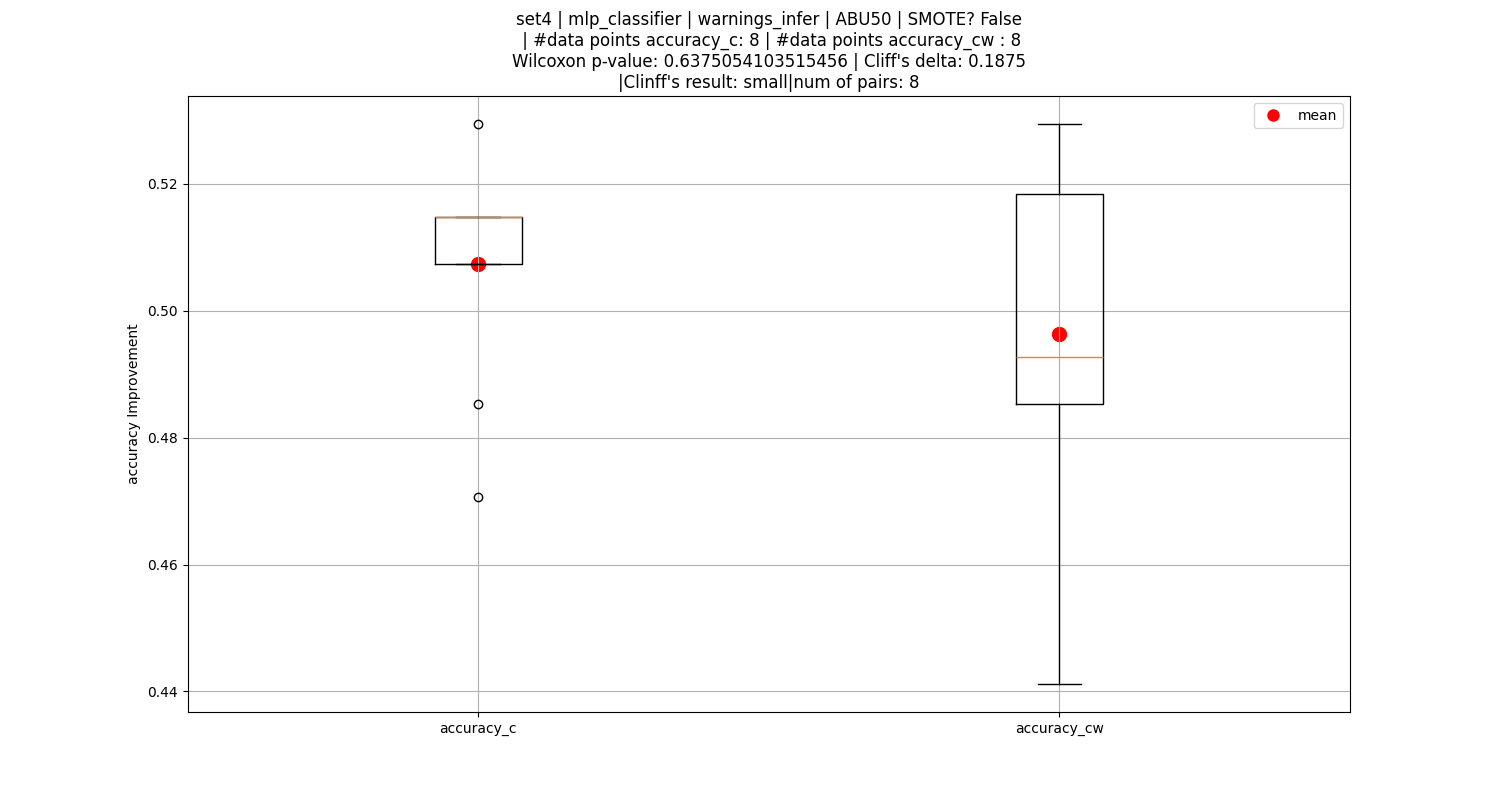 set4 | mlp_classifier | warnings_infer | ABU50 | SMOTE? False
| #data points accuracy_c: 8 | #data points accuracy_cw : 8
Wilcoxon p-value: 0.6375054103515456 | Cliff's delta: 0.1875
|Clinff's result: small|num of pairs: 8
mean
0.52
0.50
0.48
0.46
0.44
accuracy Improvement
accuracy_c
accuracy_cw